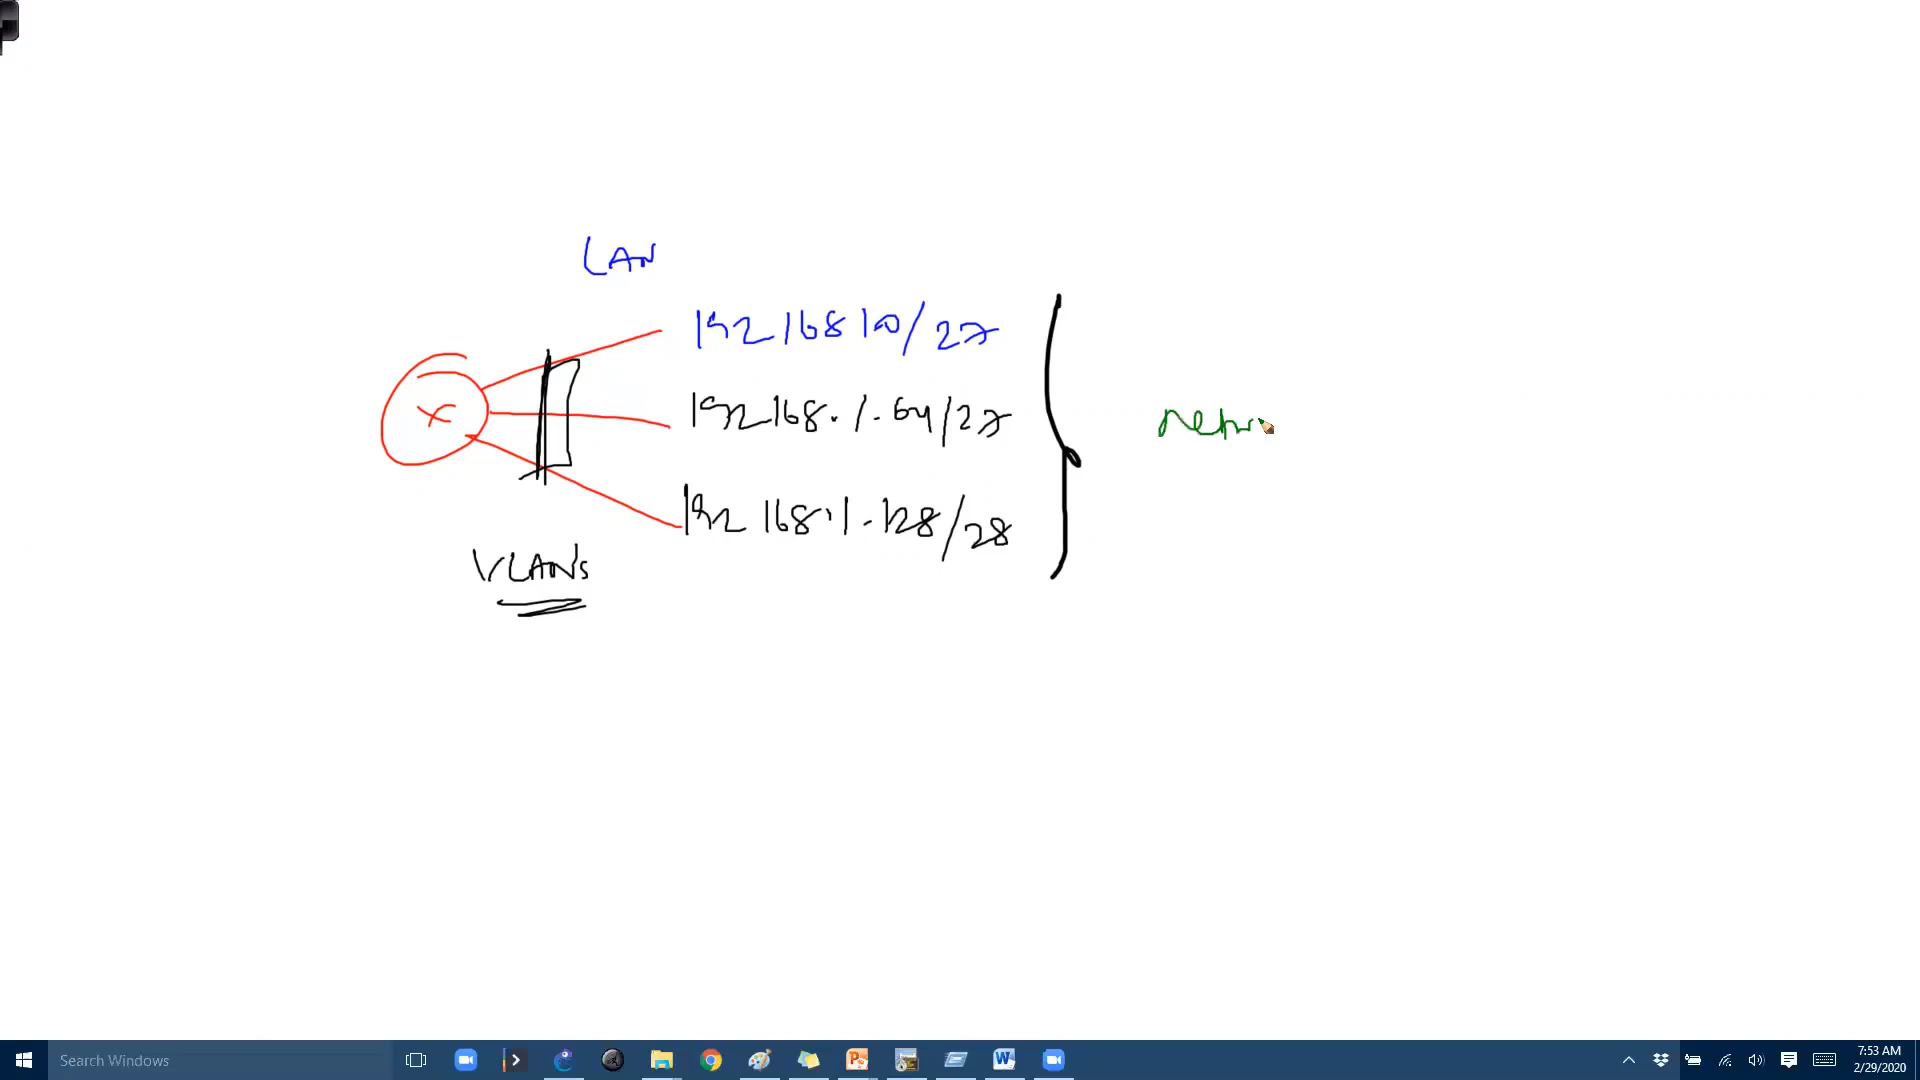 LAN
192 168 1 0/27
192 168. 1. 64/27
192 168. 1. 128/28
VLANs
netw
Search Windows
7:53 AM
2/29/2020